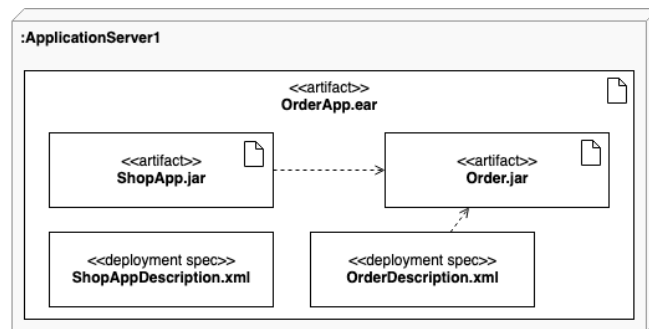 :ApplicationServer1
<<artifact>>
OrderApp.ear
<<artifact>>
ShopApp.jar
<<artifact>>
Order.jar
<<deployment spec>>
ShopAppDescription.xml
<<deployment spec>>
OrderDescription.xml